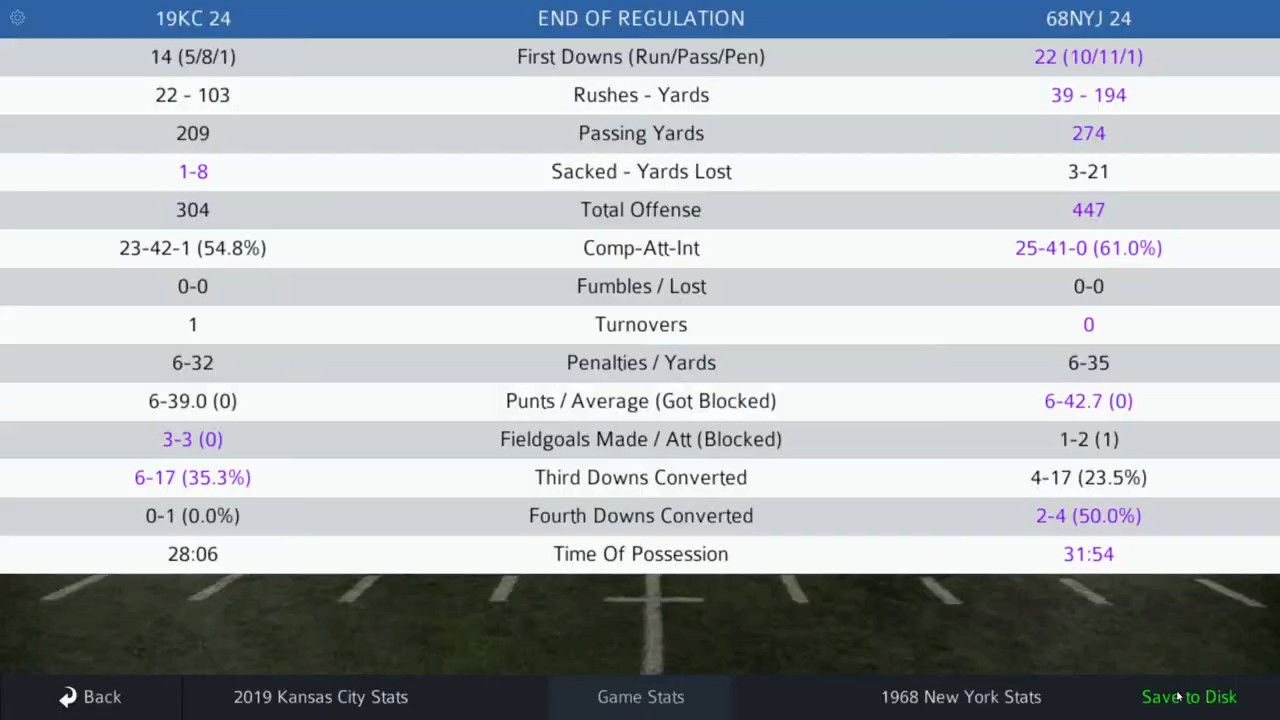 19KC 24 END OF REGULATION 68NYJ 24
14 (5/8/1) First Downs (Run/Pass/Pen) 22 (10/11/1)
22 - 103 Rushes - Yards 39 - 194
209 Passing Yards 274
1-8 Sacked - Yards Lost 3-21
304 Total Offense 447
23-42-1 (54.8%) Comp-Att-Int 25-41-0 (61.0%)
0-0 Fumbles / Lost 0-0
1 Turnovers 0
6-32 Penalties / Yards 6-35
6-39.0 (0) Punts / Average (Got Blocked) 6-42.7 (0)
3-3 (0) Fieldgoals Made / Att (Blocked) 1-2 (1)
6-17 (35.3%) Third Downs Converted 4-17 (23.5%)
0-1 (0.0%) Fourth Downs Converted 2-4 (50.0%)
28:06 Time Of Possession 31:54
Back 2019 Kansas City Stats Game Stats 1968 New York Stats Save to Disk